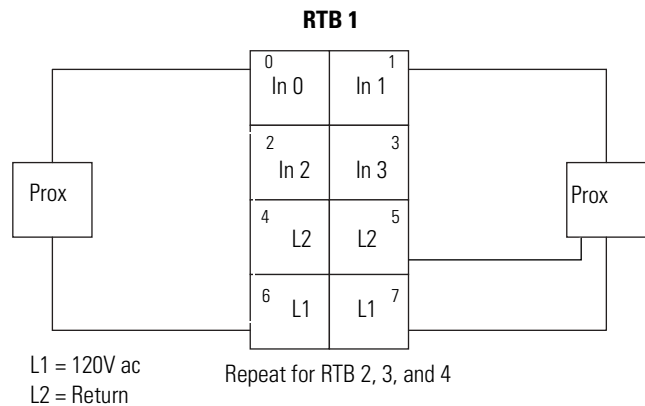 RTB 1
0 1
In 0 In 1
2 3
In 2 In 3
Prox Prox
4 5
L2 L2
6 7
L1 L1
L1 = 120V ac
L2 = Return
Repeat for RTB 2, 3, and 4